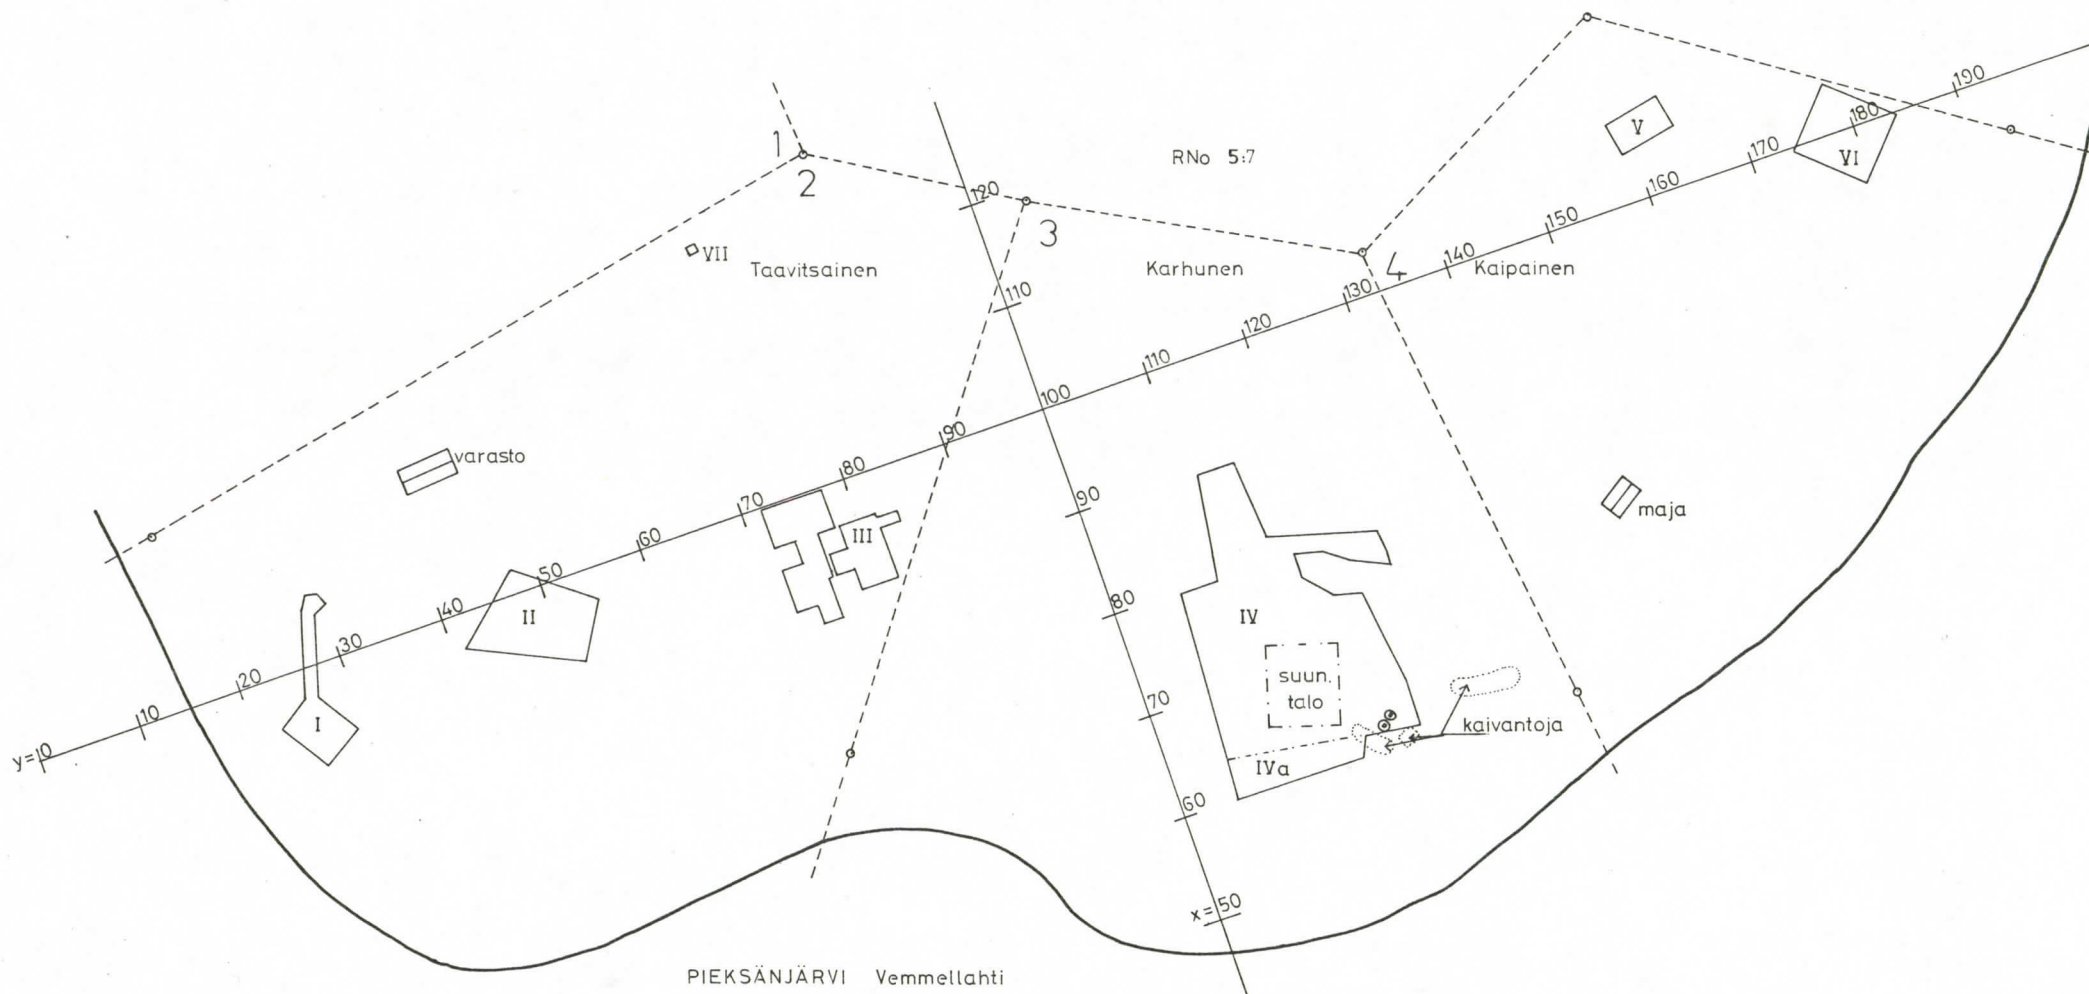 190
180
170
160
150
140
130
120
110
100
90
80
70
60
50
40
30
20
10
y=0
120
110
90
80
70
60
x=50
1
2
3
4
RNo 5:7
V
VI
VII
Taavitsainen
Karhunen
Kaipainen
varasto
maja
III
II
I
IV
suun.
talo
kaivantoja
IVa
PIEKSÄNJÄRVI Vemmellahti